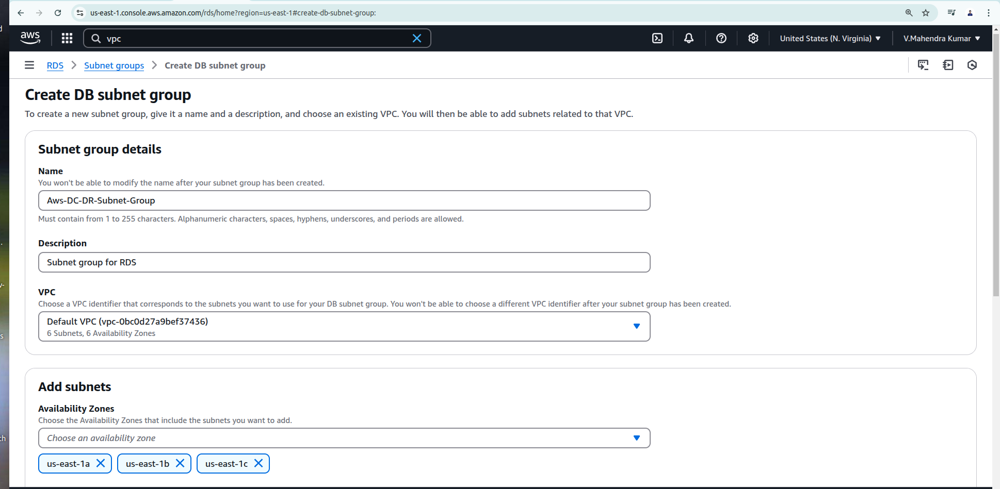 us-east-1.console.aws.amazon.com/rds/home?region=us-east-1#create-db-subnet-group:
aws
vpc
United States (N. Virginia)
V.Mahendra Kumar
RDS
Subnet groups
Create DB subnet group
Create DB subnet group
To create a new subnet group, give it a name and a description, and choose an existing VPC. You will then be able to add subnets related to that VPC.
Subnet group details
Name
You won't be able to modify the name after your subnet group has been created.
Aws-DC-DR-Subnet-Group
Must contain from 1 to 255 characters. Alphanumeric characters, spaces, hyphens, underscores, and periods are allowed.
Description
Subnet group for RDS
VPC
Choose a VPC identifier that corresponds to the subnets you want to use for your DB subnet group. You won't be able to choose a different VPC identifier after your subnet group has been created.
Default VPC (vpc-0bc0d27a9bef37436)
6 Subnets, 6 Availability Zones
Add subnets
Availability Zones
Choose the Availability Zones that include the subnets you want to add.
Choose an availability zone
us-east-1a
us-east-1b
us-east-1c